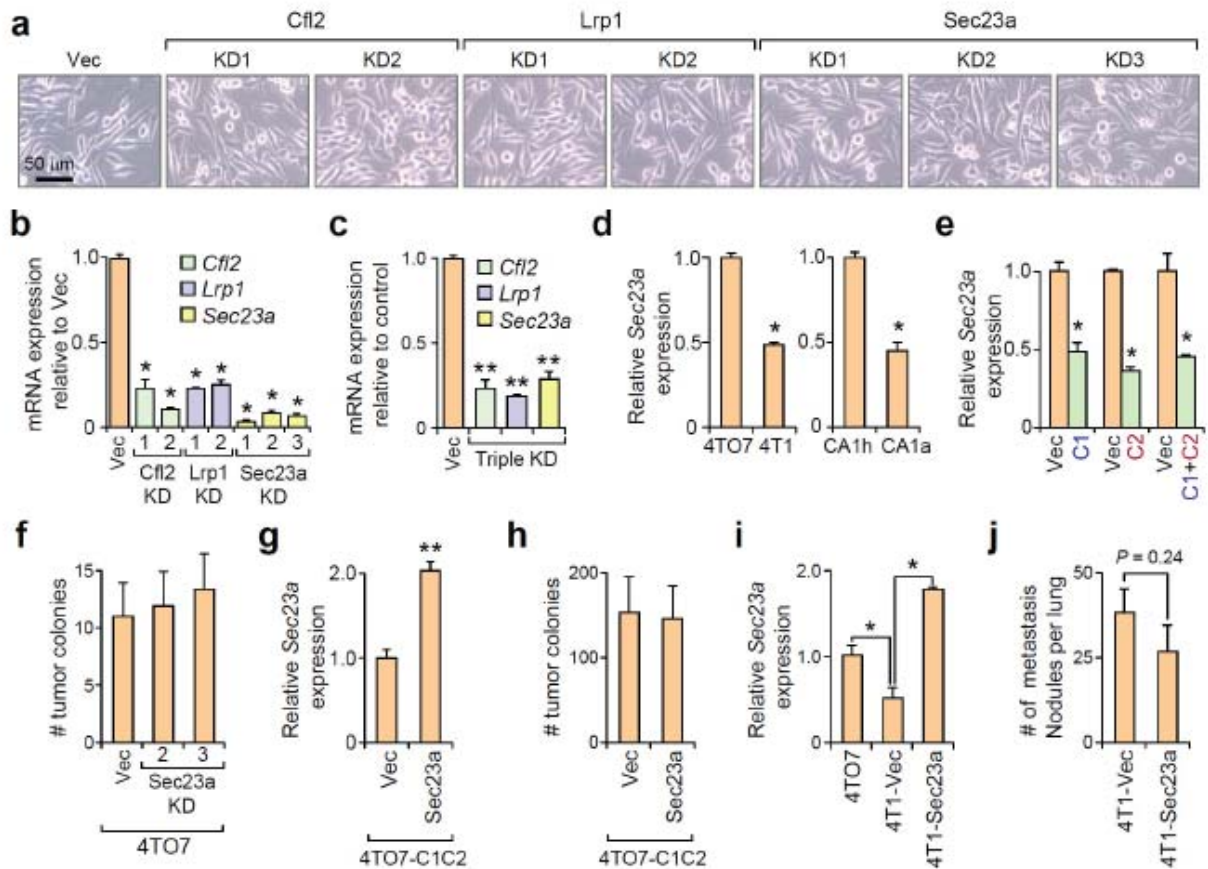 a
Cfl2
Lrp1
Sec23a
Vec
KD1
KD2
KD1
KD2
KD1
KD2
KD3
50 µm
b
mRNA expression
relative to Vec
1.0
0.5
0
Cfl2
Lrp1
Sec23a
* * * * * * *
Vec
1 2 1 2 1 2 3
Cfl2
KD
Lrp1
KD
Sec23a
KD
c
mRNA expression
relative to control
1.0
0.5
0
Cfl2
Lrp1
Sec23a
** ** **
Vec
Triple KD
d
Relative Sec23a
expression
1.0
0.5
0
*
4TO7 4T1
1.0
0.5
0
*
CA1h CA1a
e
Relative Sec23a
expression
1.0
0.5
0
* * *
Vec
C1
Vec
C2
Vec
C1+C2
f
# tumor colonies
15
10
5
0
Vec
2 3
Sec23a
KD
4TO7
g
Relative Sec23a
expression
2.0
1.0
0
**
Vec
Sec23a
4TO7-C1C2
h
# tumor colonies
200
100
0
Vec
Sec23a
4TO7-C1C2
i
Relative Sec23a
expression
2.0
1.0
0.0
* *
4TO7
4T1-Vec
4T1-Sec23a
j
# of metastasis
Nodules per lung
50
25
0
P = 0.24
4T1-Vec
4T1-Sec23a